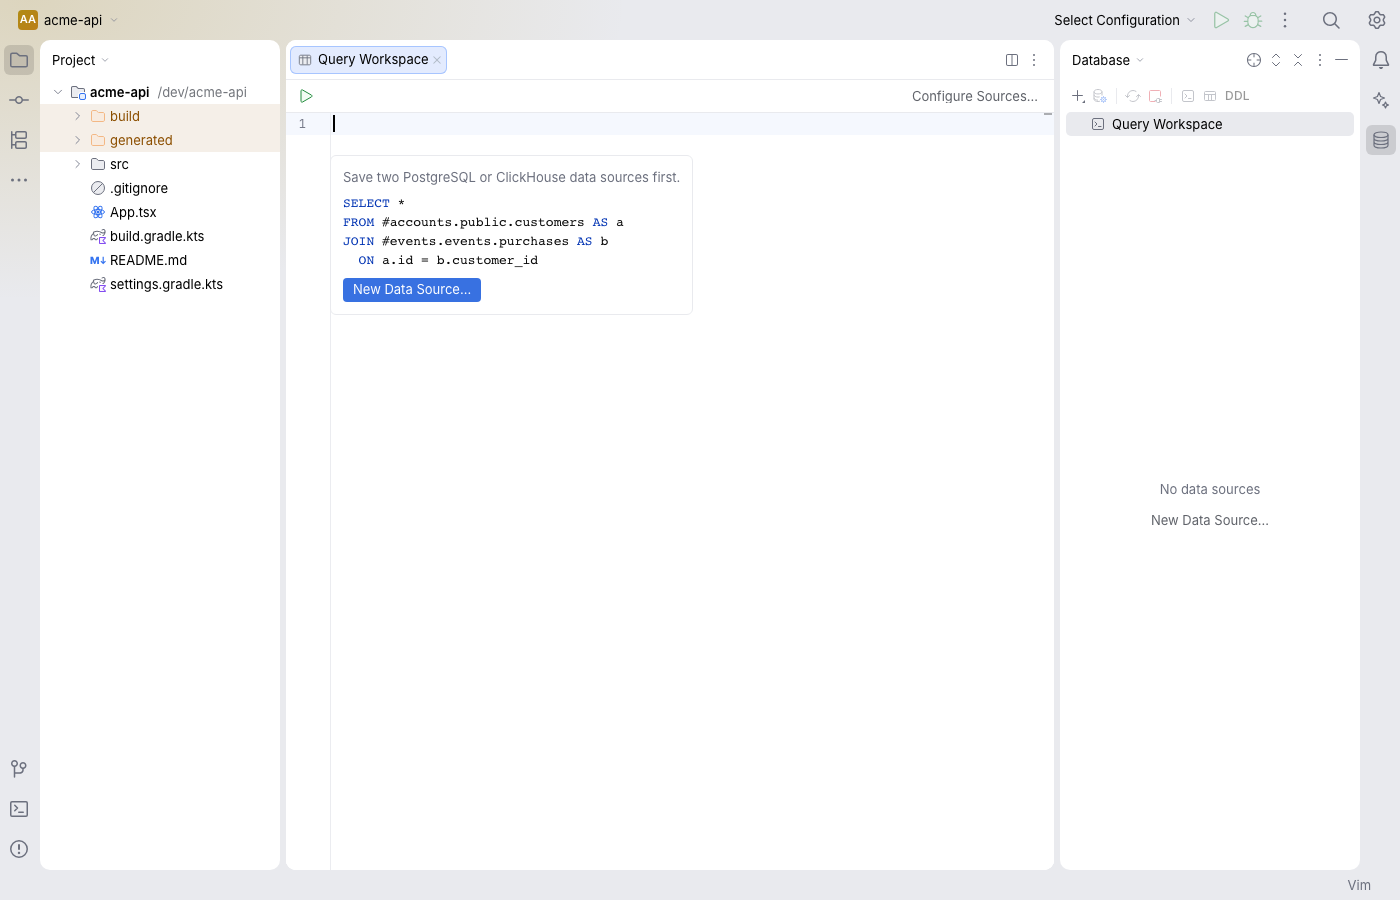 AA acme-api
Select Configuration
Project
acme-api /dev/acme-api
build
generated
src
.gitignore
App.tsx
build.gradle.kts
M↓ README.md
settings.gradle.kts
Query Workspace
Configure Sources...
1
Save two PostgreSQL or ClickHouse data sources first.
SELECT *
FROM #accounts.public.customers AS a
JOIN #events.events.purchases AS b
ON a.id = b.customer_id
New Data Source...
Database
DDL
Query Workspace
No data sources
New Data Source...
Vim